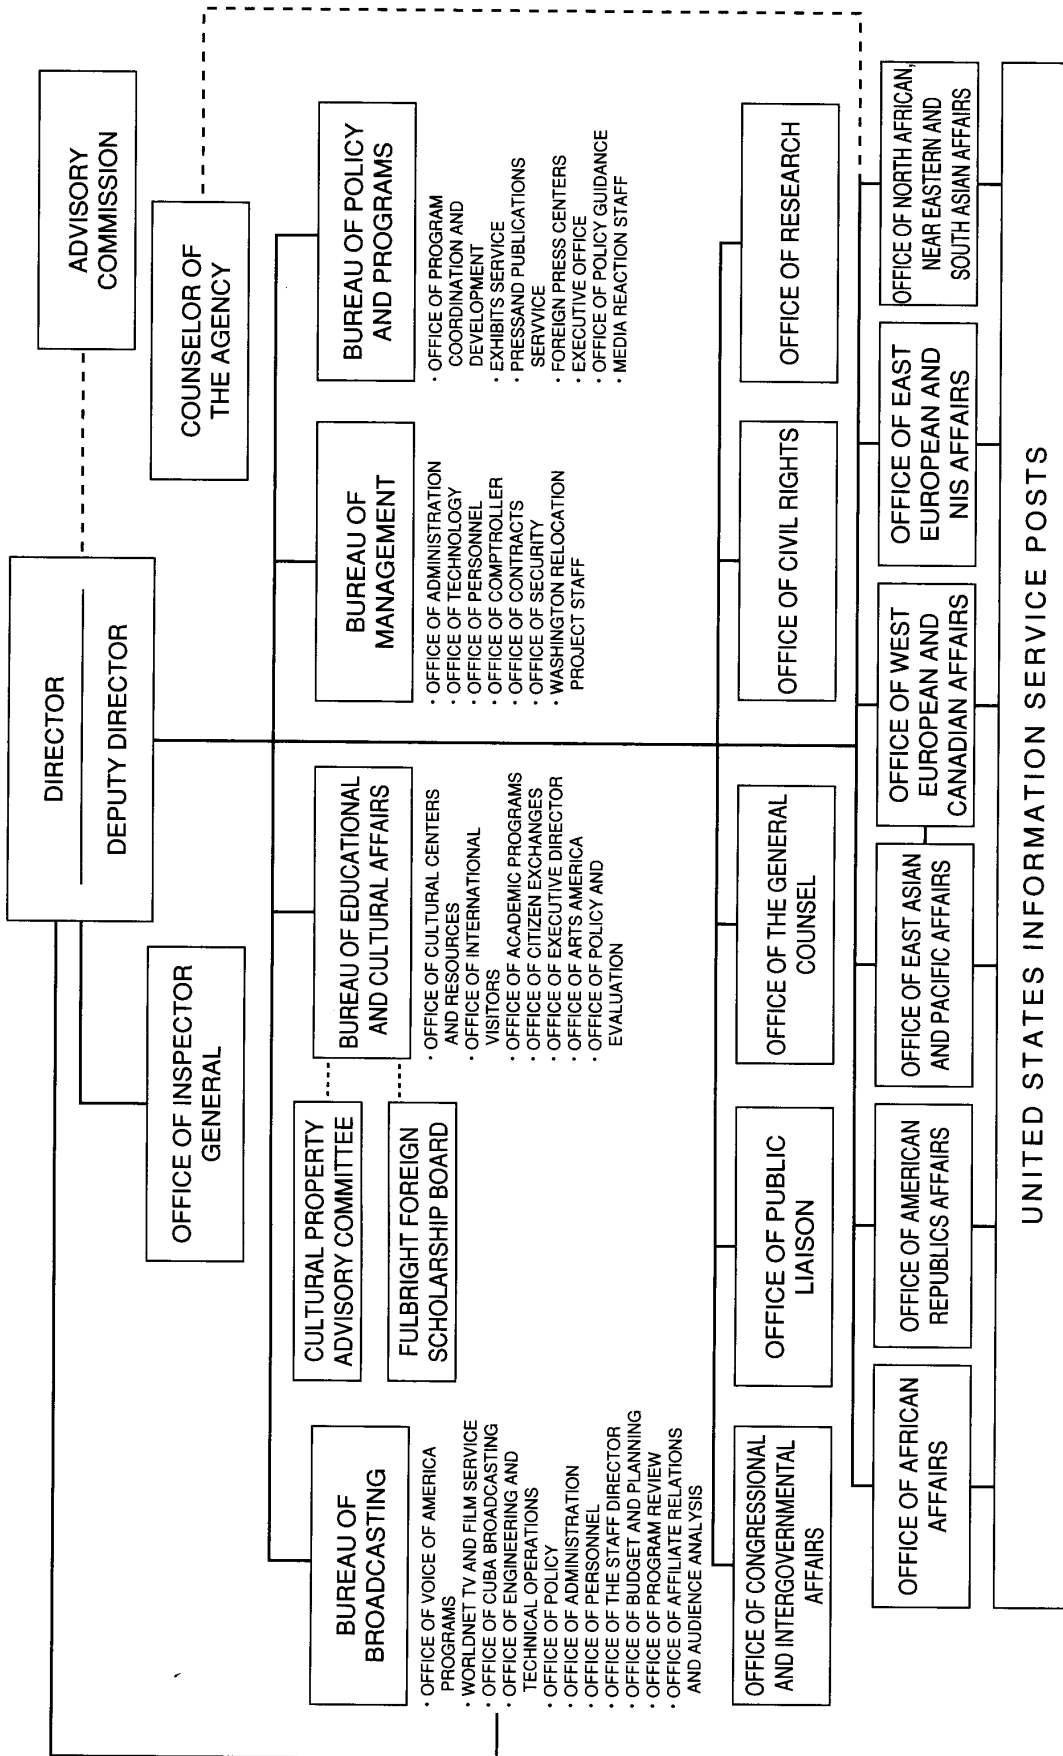 DIRECTOR
DEPUTY DIRECTOR
ADVISORY
COMMISSION
OFFICE OF INSPECTOR
GENERAL
COUNSELOR OF
THE AGENCY
BUREAU OF
BROADCASTING
· OFFICE OF VOICE OF AMERICA
PROGRAMS
· WORLDNET TV AND FILM SERVICE
· OFFICE OF CUBA BROADCASTING
· OFFICE OF ENGINEERING AND
TECHNICAL OPERATIONS
· OFFICE OF POLICY
· OFFICE OF ADMINISTRATION
· OFFICE OF PERSONNEL
· OFFICE OF THE STAFF DIRECTOR
· OFFICE OF BUDGET AND PLANNING
· OFFICE OF PROGRAM REVIEW
· OFFICE OF AFFILIATE RELATIONS
AND AUDIENCE ANALYSIS
CULTURAL PROPERTY
ADVISORY COMMITTEE
FULBRIGHT FOREIGN
SCHOLARSHIP BOARD
BUREAU OF EDUCATIONAL
AND CULTURAL AFFAIRS
· OFFICE OF CULTURAL CENTERS
AND RESOURCES
· OFFICE OF INTERNATIONAL
VISITORS
· OFFICE OF ACADEMIC PROGRAMS
· OFFICE OF CITIZEN EXCHANGES
· OFFICE OF EXECUTIVE DIRECTOR
· OFFICE OF ARTS AMERICA
· OFFICE OF POLICY AND
EVALUATION
BUREAU OF
MANAGEMENT
· OFFICE OF ADMINISTRATION
· OFFICE OF TECHNOLOGY
· OFFICE OF PERSONNEL
· OFFICE OF COMPTROLLER
· OFFICE OF CONTRACTS
· OFFICE OF SECURITY
· WASHINGTON RELOCATION
PROJECT STAFF
BUREAU OF POLICY
AND PROGRAMS
· OFFICE OF PROGRAM
COORDINATION AND
DEVELOPMENT
· EXHIBITS SERVICE
· PRESSAND PUBLICATIONS
SERVVICE
· FOREIGN PRESS CENTERS
· EXECUTIVE OFFICE
· OFFICE OF POLICY GUIDANCE
· MEDIA REACTION STAFF
OFFICE OF CONGRESSIONAL
AND INTERGOVERNMENTAL
AFFAIRS
OFFICE OF PUBLIC
LIAISON
OFFICE OF THE GENERAL
COUNSEL
OFFICE OF CIVIL RIGHTS
OFFICE OF RESEARCH
OFFICE OF AFRICAN
AFFAIRS
OFFICE OF AMERICAN
REPUBLICS AFFAIRS
OFFICE OF EAST ASIAN
AND PACIFIC AFFAIRS
OFFICE OF WEST
EUROPEAN AND
CANADIAN AFFAIRS
OFFICE OF EAST
EUROPEAN AND
NIS AFFAIRS
OFFICE OF NORTH AFRICAN,
NEAR EASTERN AND
SOUTH ASIAN AFFAIRS
UNITED STATES INFORMATION SERVICE POSTS